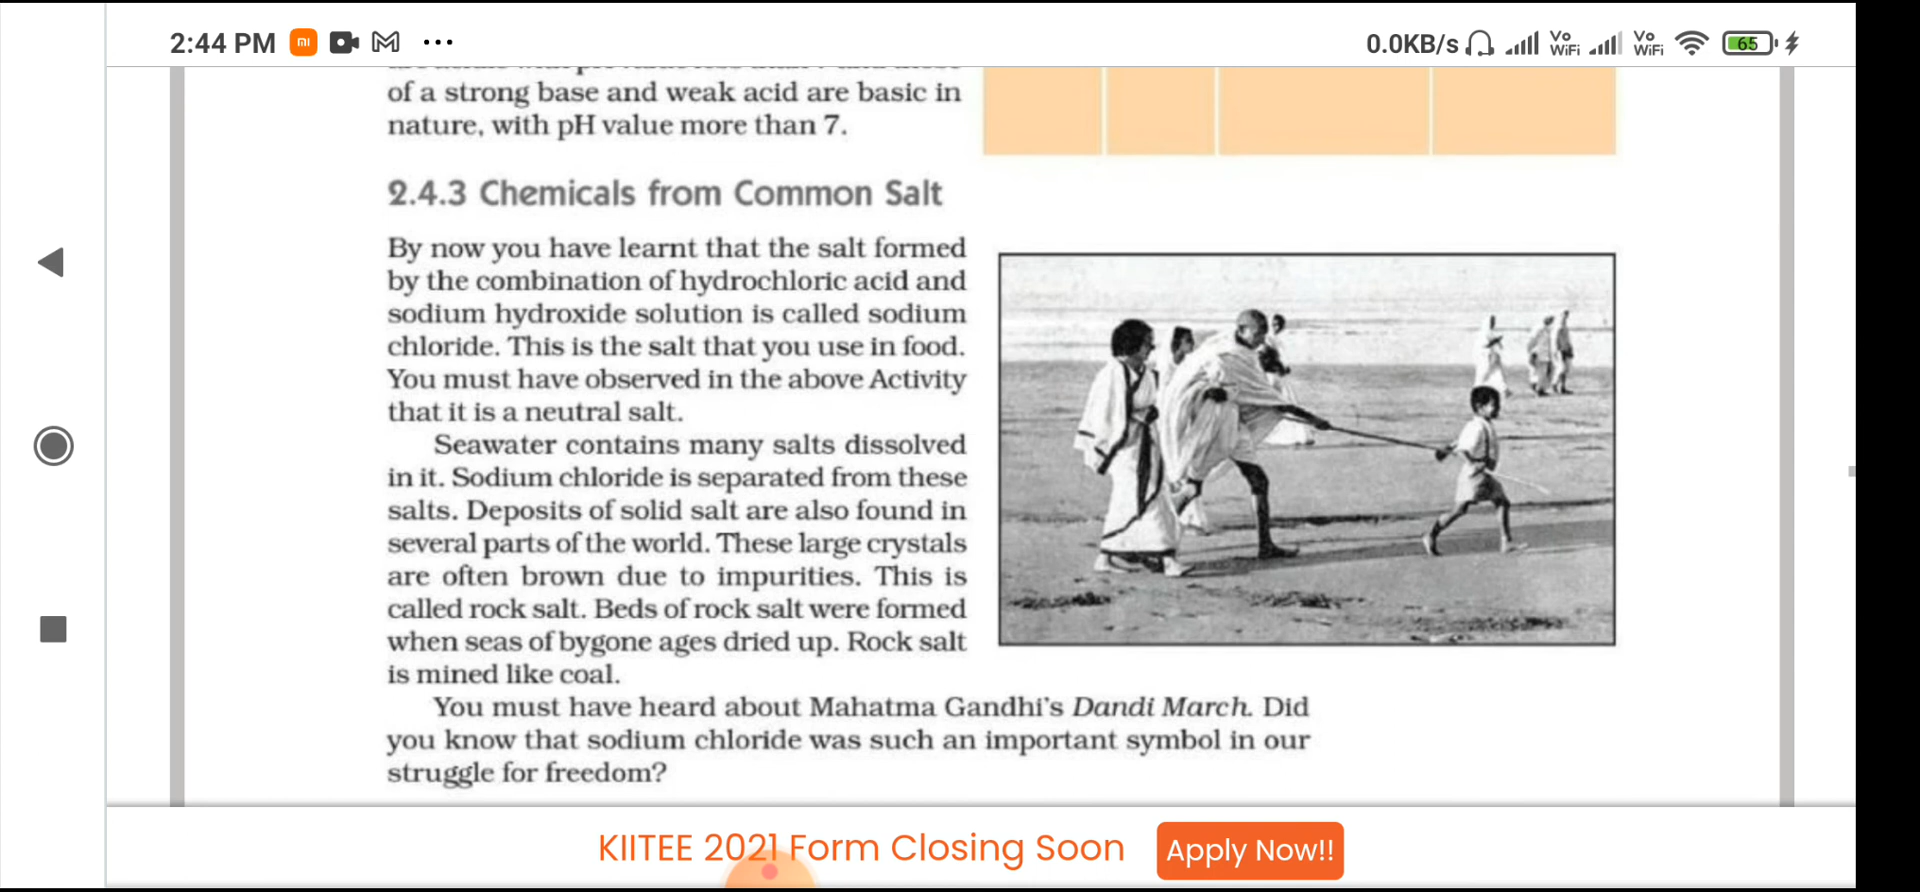 2:44 PM
0.0KB/s Vo WiFi Vo WiFi 65
of a strong base and weak acid are basic in
nature, with pH value more than 7.
2.4.3 Chemicals from Common Salt
By now you have learnt that the salt formed
by the combination of hydrochloric acid and
sodium hydroxide solution is called sodium
chloride. This is the salt that you use in food.
You must have observed in the above Activity
that it is a neutral salt.
Seawater contains many salts dissolved
in it. Sodium chloride is separated from these
salts. Deposits of solid salt are also found in
several parts of the world. These large crystals
are often brown due to impurities. This is
called rock salt. Beds of rock salt were formed
when seas of bygone ages dried up. Rock salt
is mined like coal.
You must have heard about Mahatma Gandhi's Dandi March. Did
you know that sodium chloride was such an important symbol in our
struggle for freedom?
KIITEE 2021 Form Closing Soon
Apply Now!!